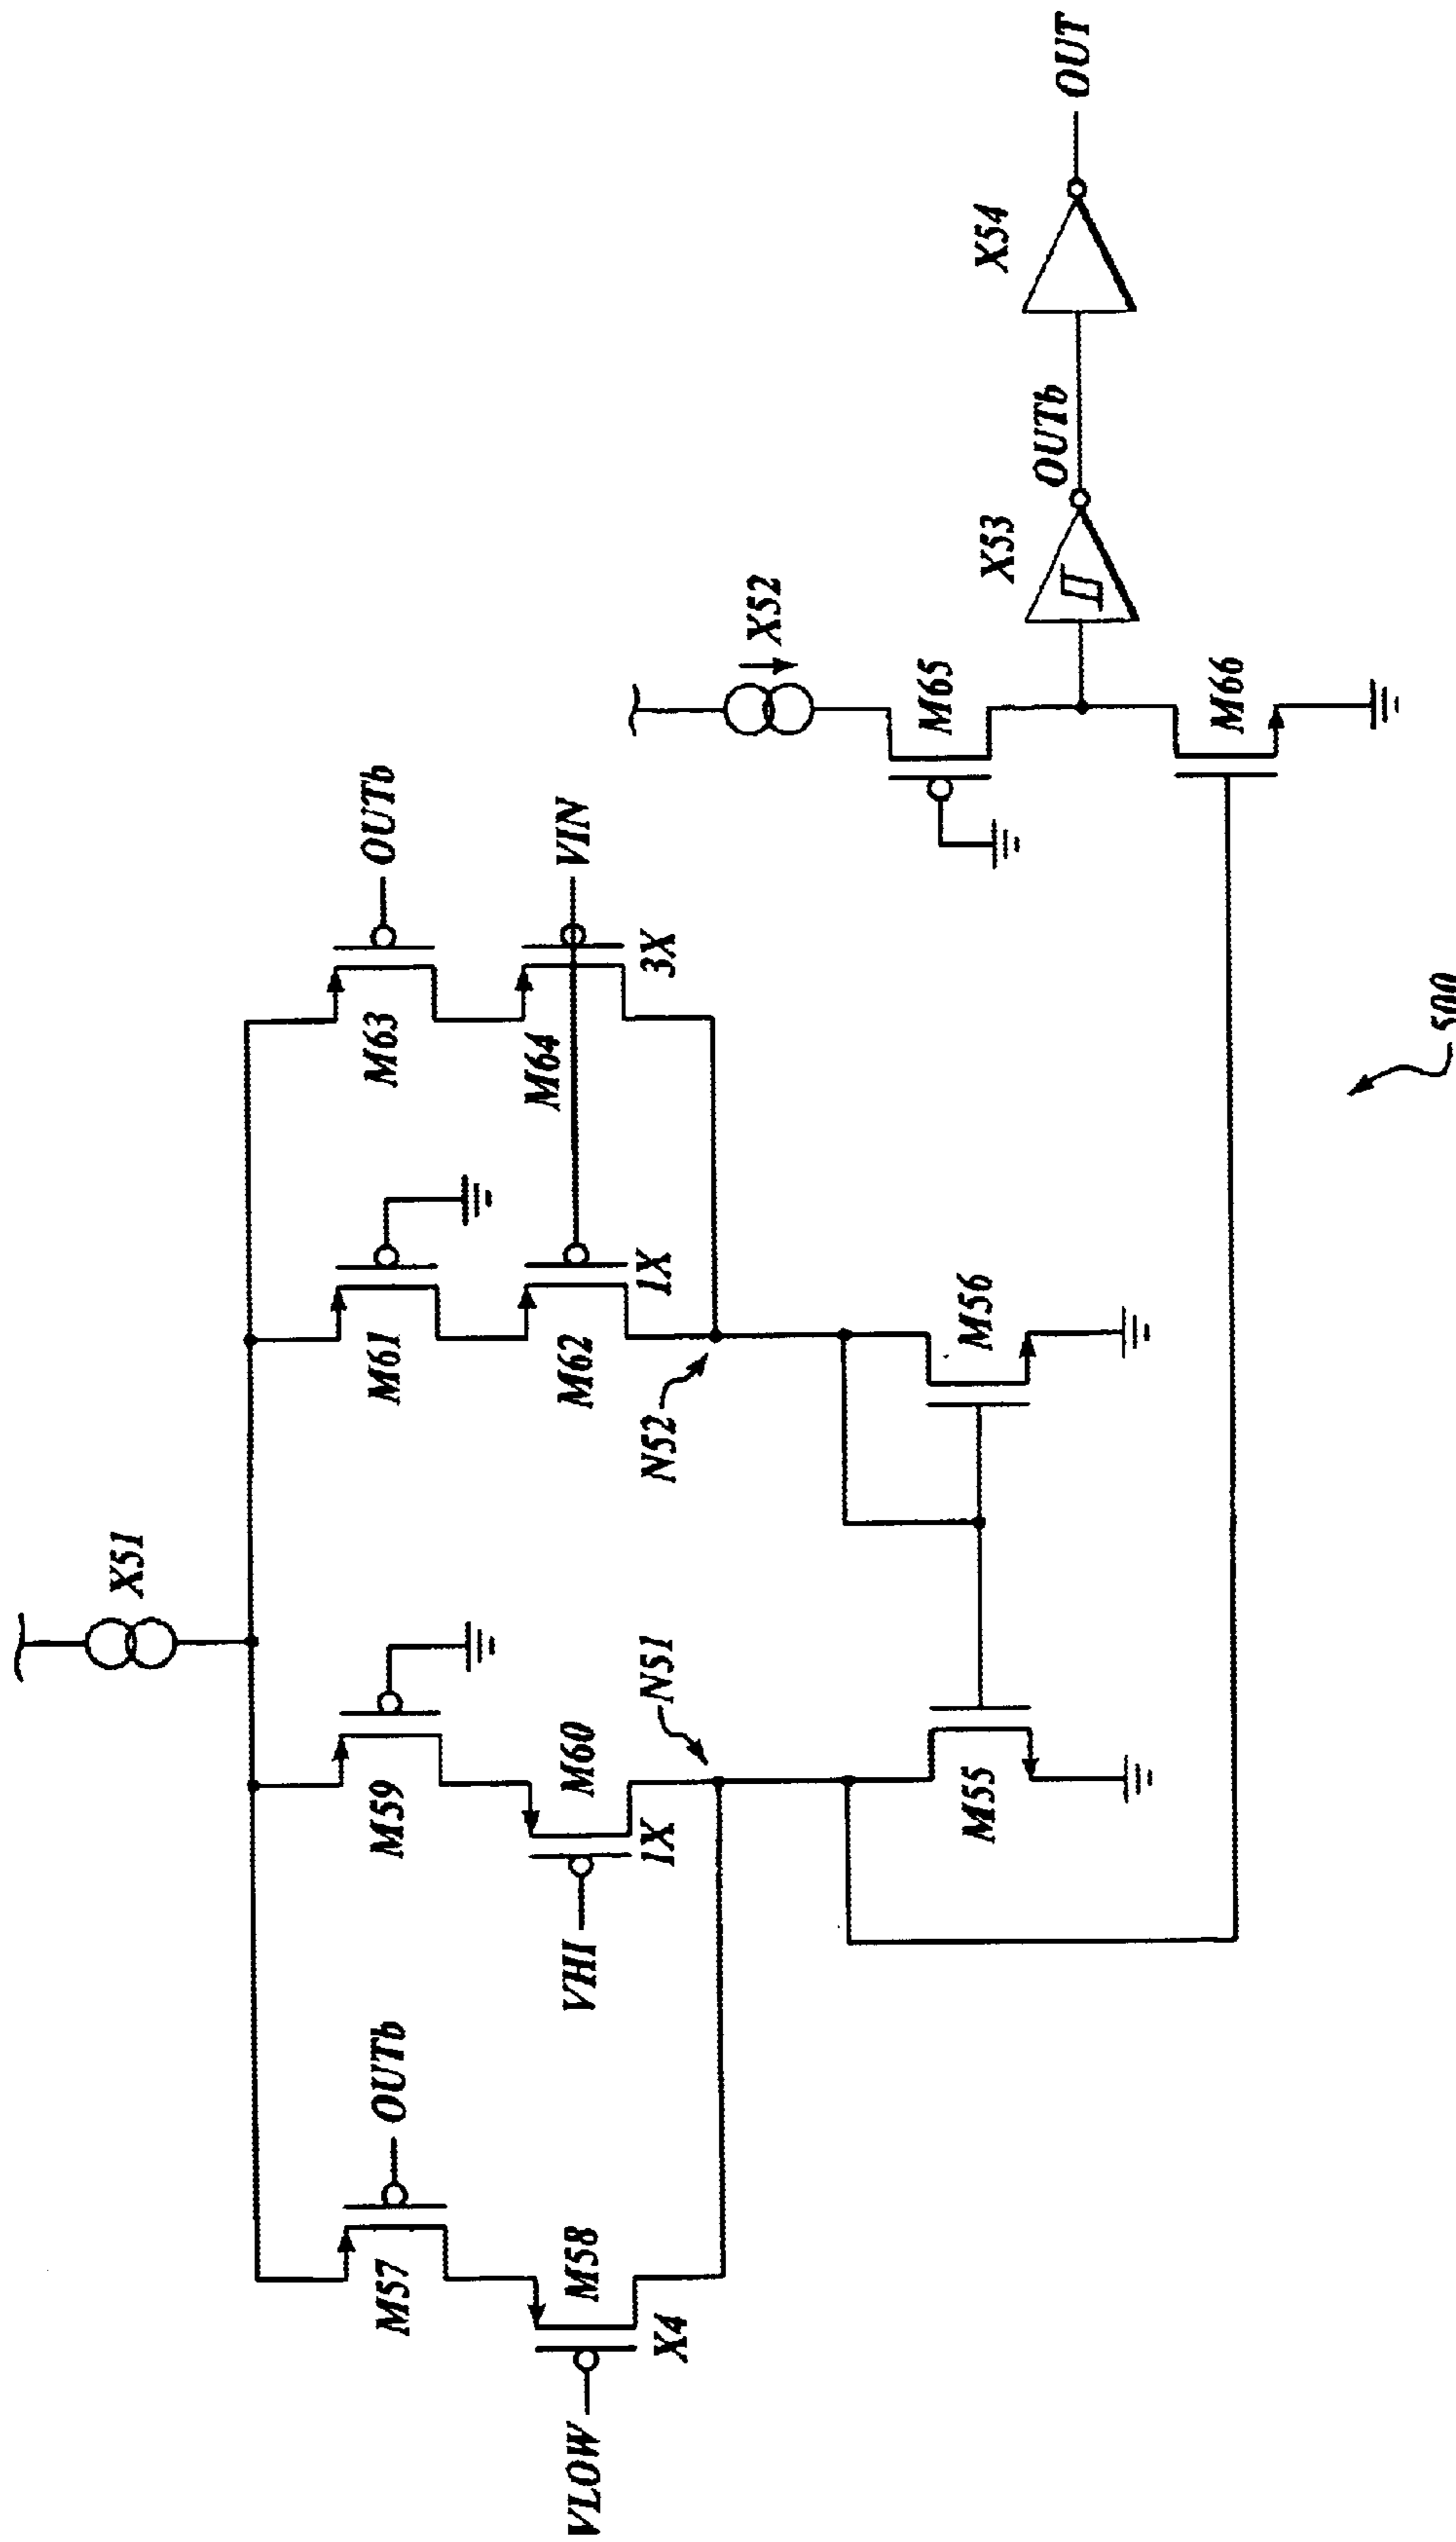 X51
OUTb
M57
M58
X4
VLOW
M59
M60
1X
VHI
N51
M61
M62
1X
N52
OUTb
M63
M64
3X
VIN
M55
M56
X52
M65
M66
X53
OUTb
X54
OUT
500